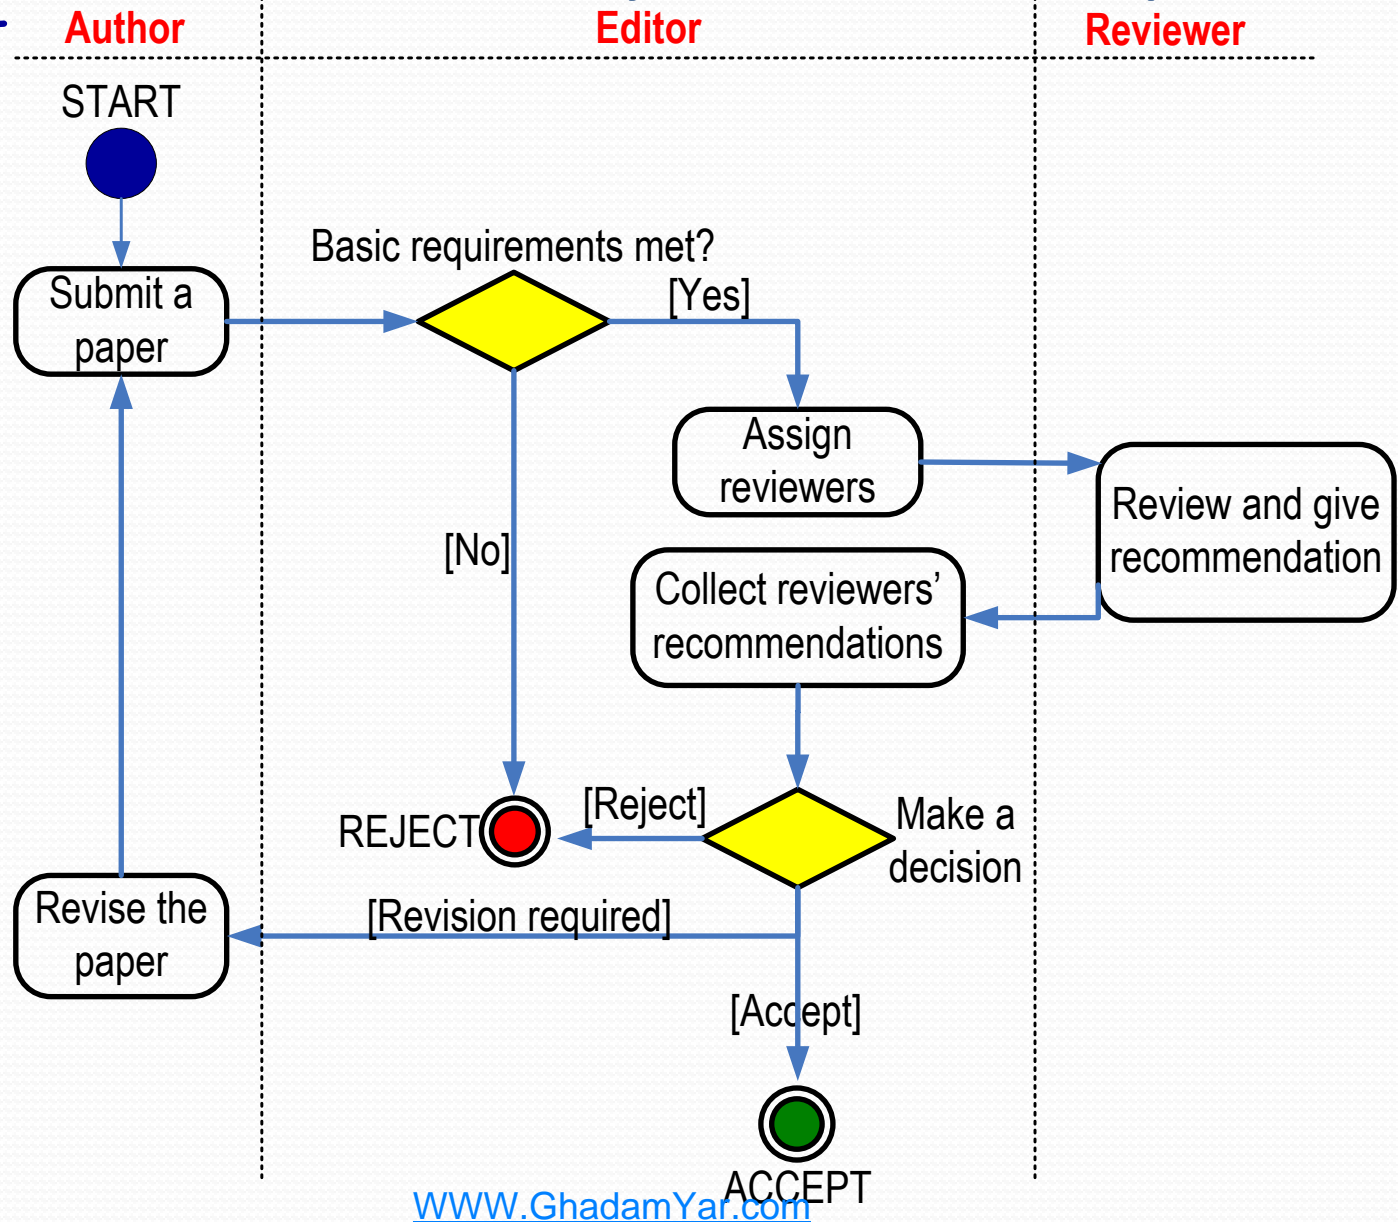 Author
Editor
Reviewer
START
Basic requirements met?
[Yes]
Submit a
paper
Assign
reviewers
Review and give
recommendation
[No]
Collect reviewers’
recommendations
[Reject]
REJECT
Make a
decision
Revise the
paper
[Revision required]
[Accept]
ACCEPT
WWW.GhadamYar.com